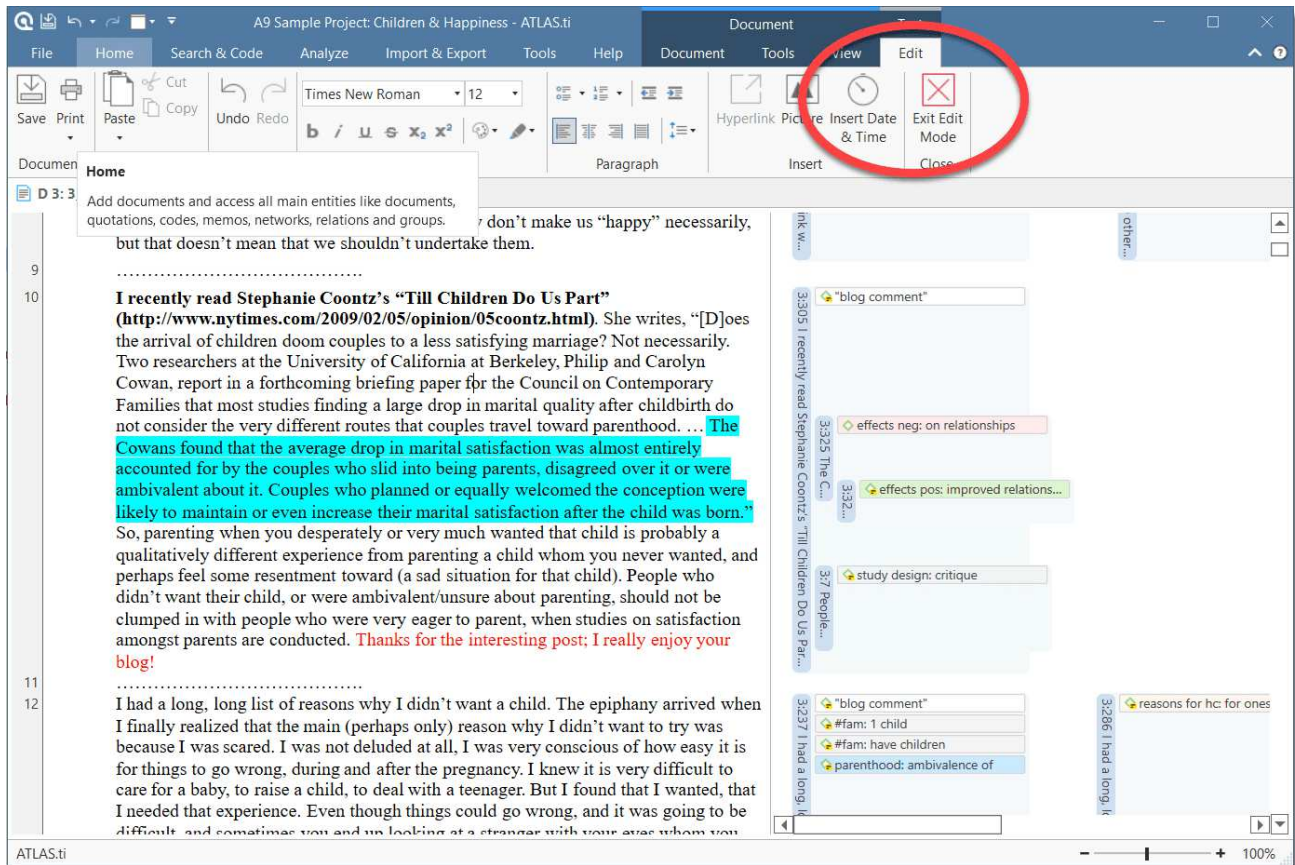 A9 Sample Project: Children & Happiness - ATLAS.ti
Document
File Home Search & Code Analyze Import & Export Tools Help Document Tools View Edit
Cut
Copy
Times New Roman 12
Save Print Paste Undo Redo Hyperlink Picture Insert Date & Time Exit Edit Mode
b i u s x₂ x²
Paragraph Insert Close
Home
Add documents and access all main entities like documents,
quotations, codes, memos, networks, relations and groups.
D 3: 3
don't make us “happy” necessarily,
but that doesn't mean that we shouldn't undertake them.
9
…………………………………
10
I recently read Stephanie Coontz's “Till Children Do Us Part”
(http://www.nytimes.com/2009/02/05/opinion/05coontz.html). She writes, “[D]oes
the arrival of children doom couples to a less satisfying marriage? Not necessarily.
Two researchers at the University of California at Berkeley, Philip and Carolyn
Cowan, report in a forthcoming briefing paper for the Council on Contemporary
Families that most studies finding a large drop in marital quality after childbirth do
not consider the very different routes that couples travel toward parenthood. … The
Cowans found that the average drop in marital satisfaction was almost entirely
accounted for by the couples who slid into being parents, disagreed over it or were
ambivalent about it. Couples who planned or equally welcomed the conception were
likely to maintain or even increase their marital satisfaction after the child was born.”
So, parenting when you desperately or very much wanted that child is probably a
qualitatively different experience from parenting a child whom you never wanted, and
perhaps feel some resentment toward (a sad situation for that child). People who
didn't want their child, or were ambivalent/unsure about parenting, should not be
clumped in with people who were very eager to parent, when studies on satisfaction
amongst parents are conducted. Thanks for the interesting post; I really enjoy your
blog!
11
…………………………………
12
I had a long, long list of reasons why I didn't want a child. The epiphany arrived when
I finally realized that the main (perhaps only) reason why I didn't want to try was
because I was scared. I was not deluded at all, I was very conscious of how easy it is
for things to go wrong, during and after the pregnancy. I knew it is very difficult to
care for a baby, to raise a child, to deal with a teenager. But I found that I wanted, that
I needed that experience. Even though things could go wrong, and it was going to be
difficult, and sometimes you end up looking at a stranger with your eyes whom you
ink w...
other...
3:305 I recently read Stephanie Coontz's "Till Children Do Us Par...
"blog comment"
3:325 The C...
effects neg: on relationships
3:32...
effects pos: improved relations...
3:7 People...
study design: critique
3:237 I had a long, l
"blog comment"
#fam: 1 child
#fam: have children
parenthood: ambivalence of
3:286 I had a long, l
reasons for hc: for ones
ATLAS.ti
100%